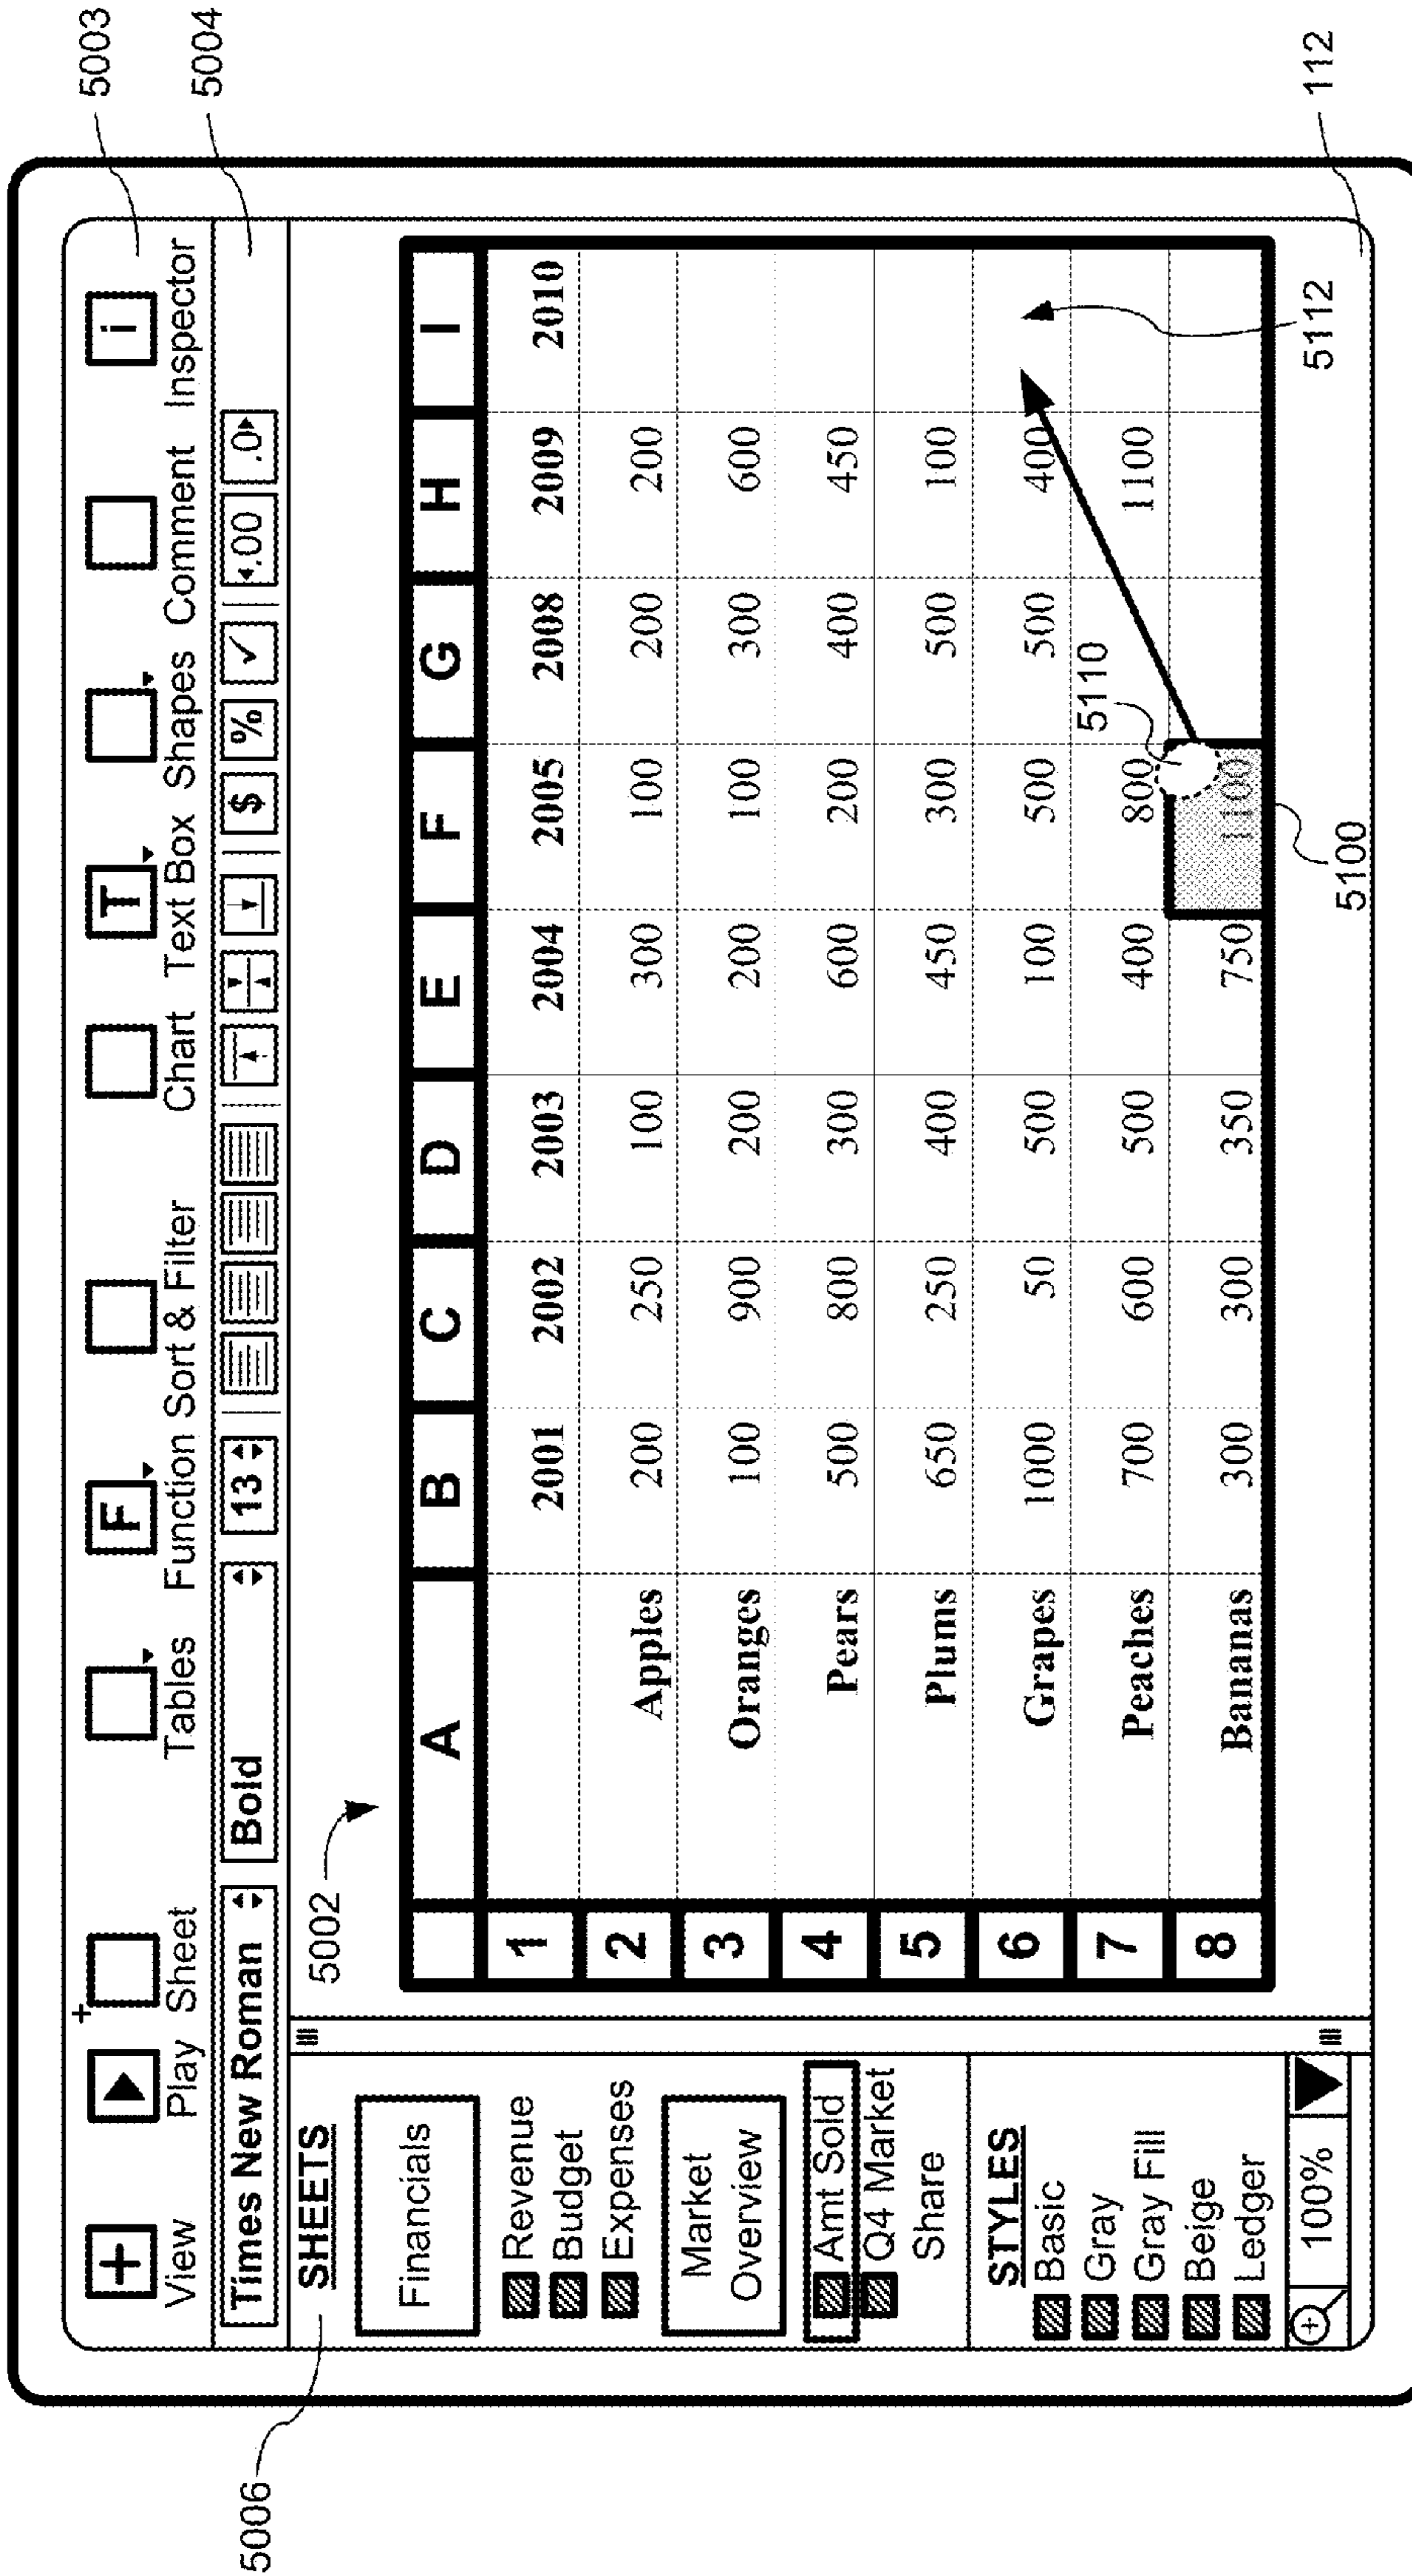 5003
5004
+
F
T
i
View Play Sheet Tables Function Sort & Filter Chart Text Box Shapes Comment Inspector
Times New Roman Bold 13 $ % ✓ .00 .0
5006
SHEETS
Financials
Revenue
Budget
Expenses
Market
Overview
Amt Sold
Q4 Market
Share
STYLES
Basic
Gray
Gray Fill
Beige
Ledger
100%
5002
A B C D E F G H I
1 2001 2002 2003 2004 2005 2008 2009 2010
2 Apples 200 250 100 300 100 200 200
3 Oranges 100 900 200 200 100 300 600
4 Pears 500 800 300 600 200 400 450
5 Plums 650 250 400 450 300 500 100
6 Grapes 1000 50 500 100 500 500 400
5110
7 Peaches 700 600 500 400 800 1100
8 Bananas 300 300 350 750 1100
5100
5112
112